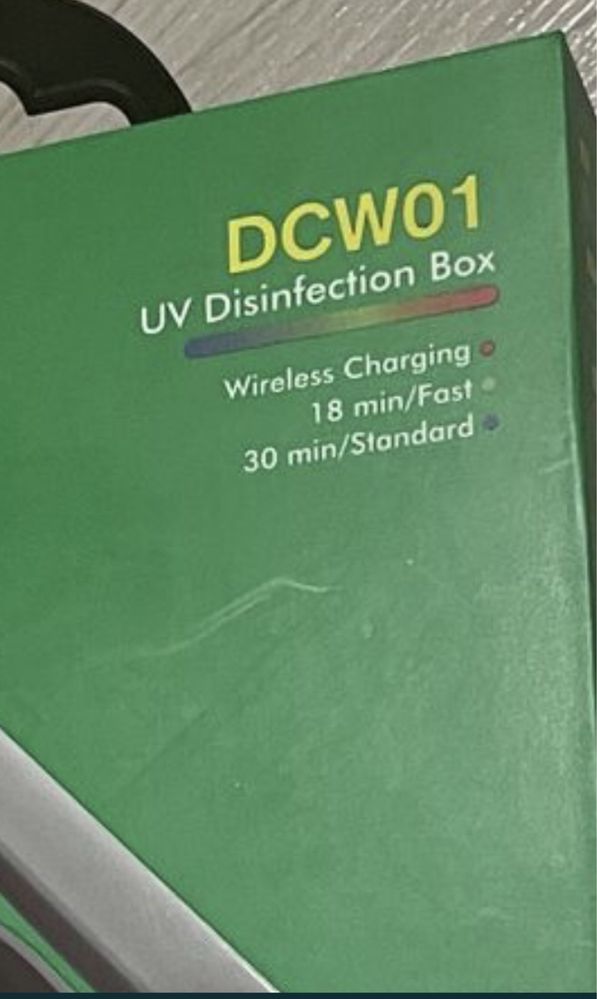 DCW01
UV Disinfection Box
Wireless Charging
18 min/Fast
30 min/Standard